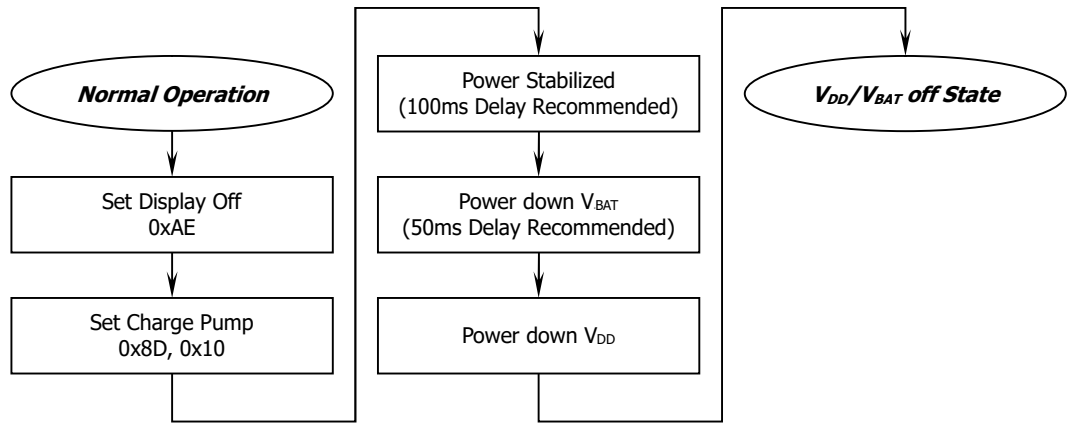 Normal Operation
Set Display Off
0xAE
Set Charge Pump
0x8D, 0x10
Power Stabilized
(100ms Delay Recommended)
Power down V.BAT
(50ms Delay Recommended)
Power down VDD
VDD/VBAT off State